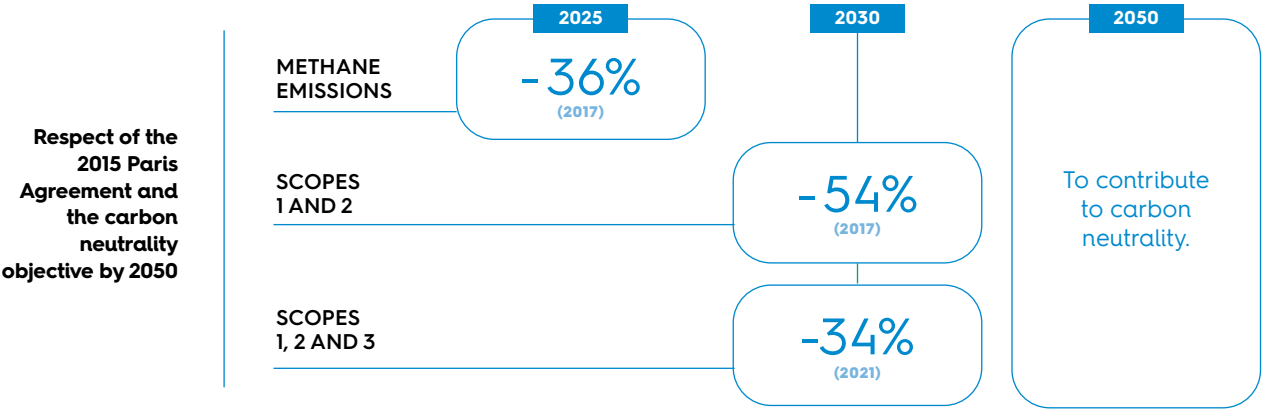 Respect of the
2015 Paris
Agreement and
the carbon
neutrality
objective by 2050
2025
2030
2050
METHANE
EMISSIONS
-36%
(2017)
SCOPES
1 AND 2
-54%
(2017)
SCOPES
1, 2 AND 3
-34%
(2021)
To contribute
to carbon
neutrality.